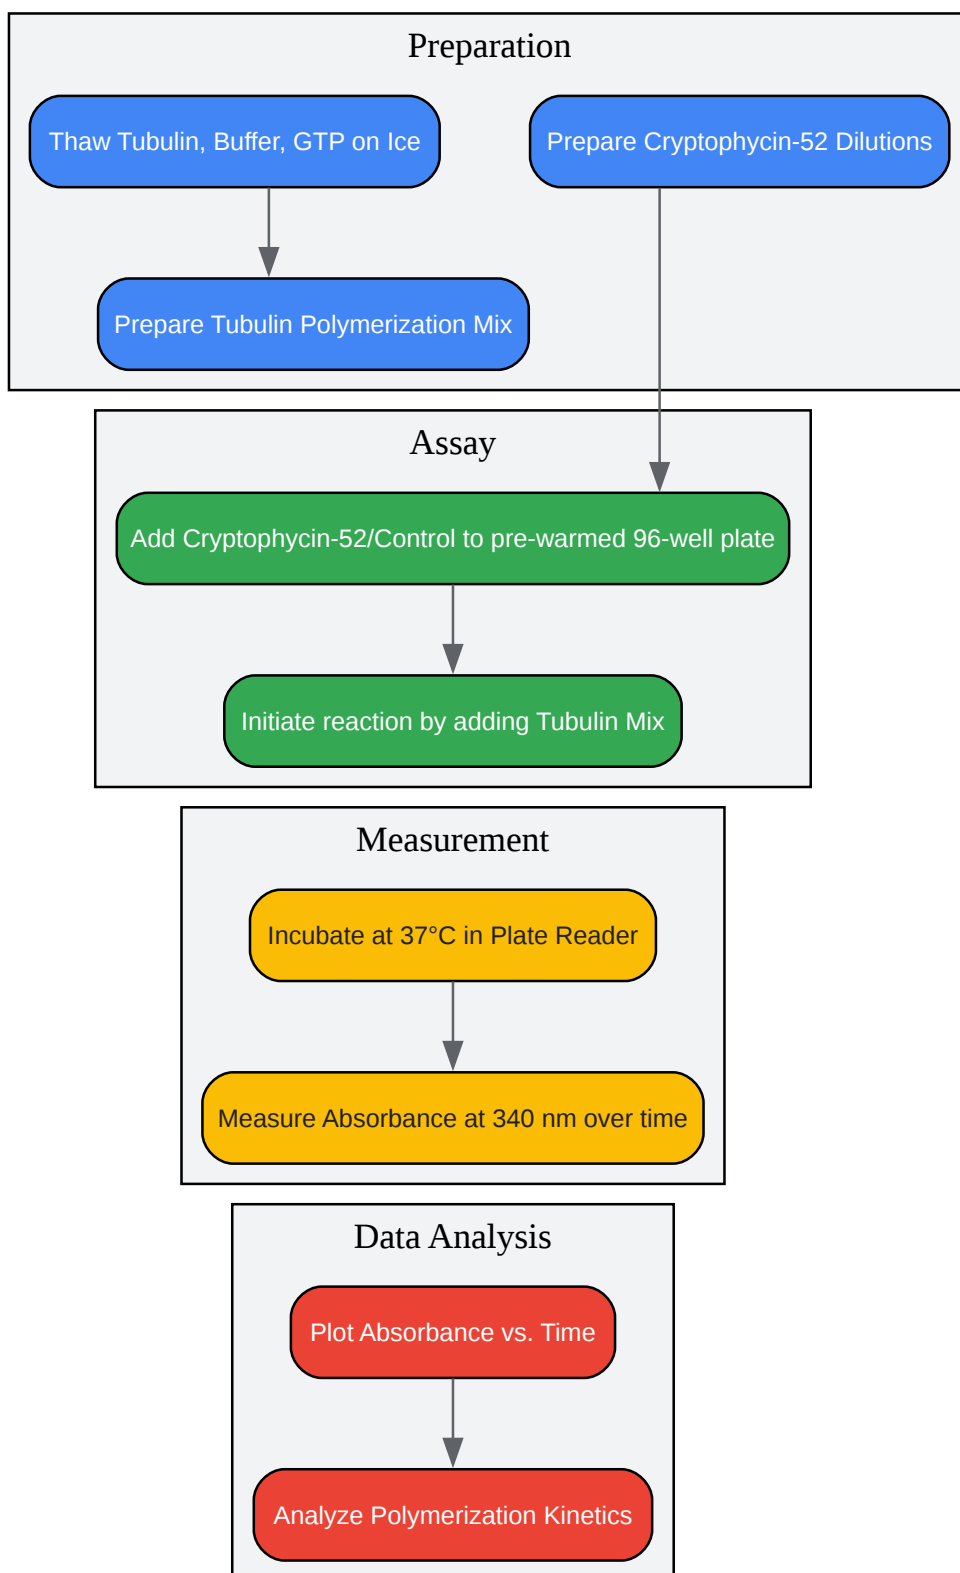 Preparation
Thaw Tubulin, Buffer, GTP on Ice
Prepare Cryptophycin-52 Dilutions
Prepare Tubulin Polymerization Mix
Assay
Add Cryptophycin-52/Control to pre-warmed 96-well plate
Initiate reaction by adding Tubulin Mix
Measurement
Incubate at 37°C in Plate Reader
Measure Absorbance at 340 nm over time
Data Analysis
Plot Absorbance vs. Time
Analyze Polymerization Kinetics